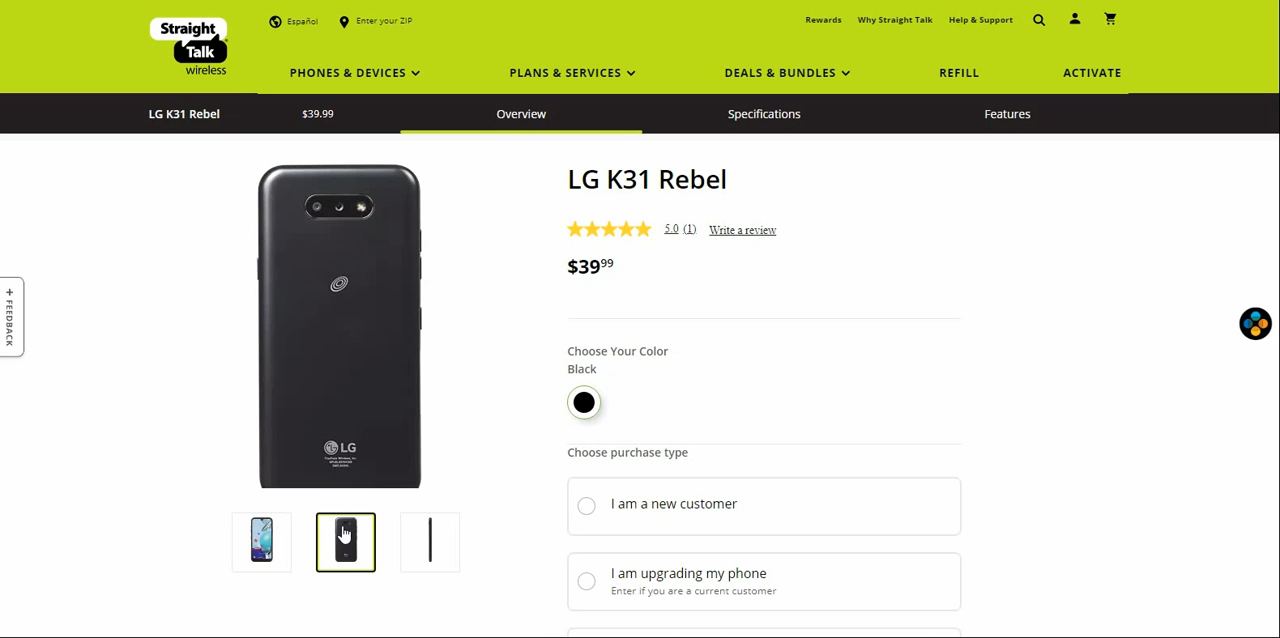 Straight
Talk
wireless
Español
Enter your ZIP
Rewards
Why Straight Talk
Help & Support
PHONES & DEVICES
PLANS & SERVICES
DEALS & BUNDLES
REFILL
ACTIVATE
LG K31 Rebel
$39.99
Overview
Specifications
Features
LG K31 Rebel
5.0 (1) Write a review
$3999
Choose Your Color
Black
Choose purchase type
I am a new customer
I am upgrading my phone
Enter if you are a current customer
+ FEEDBACK
LG